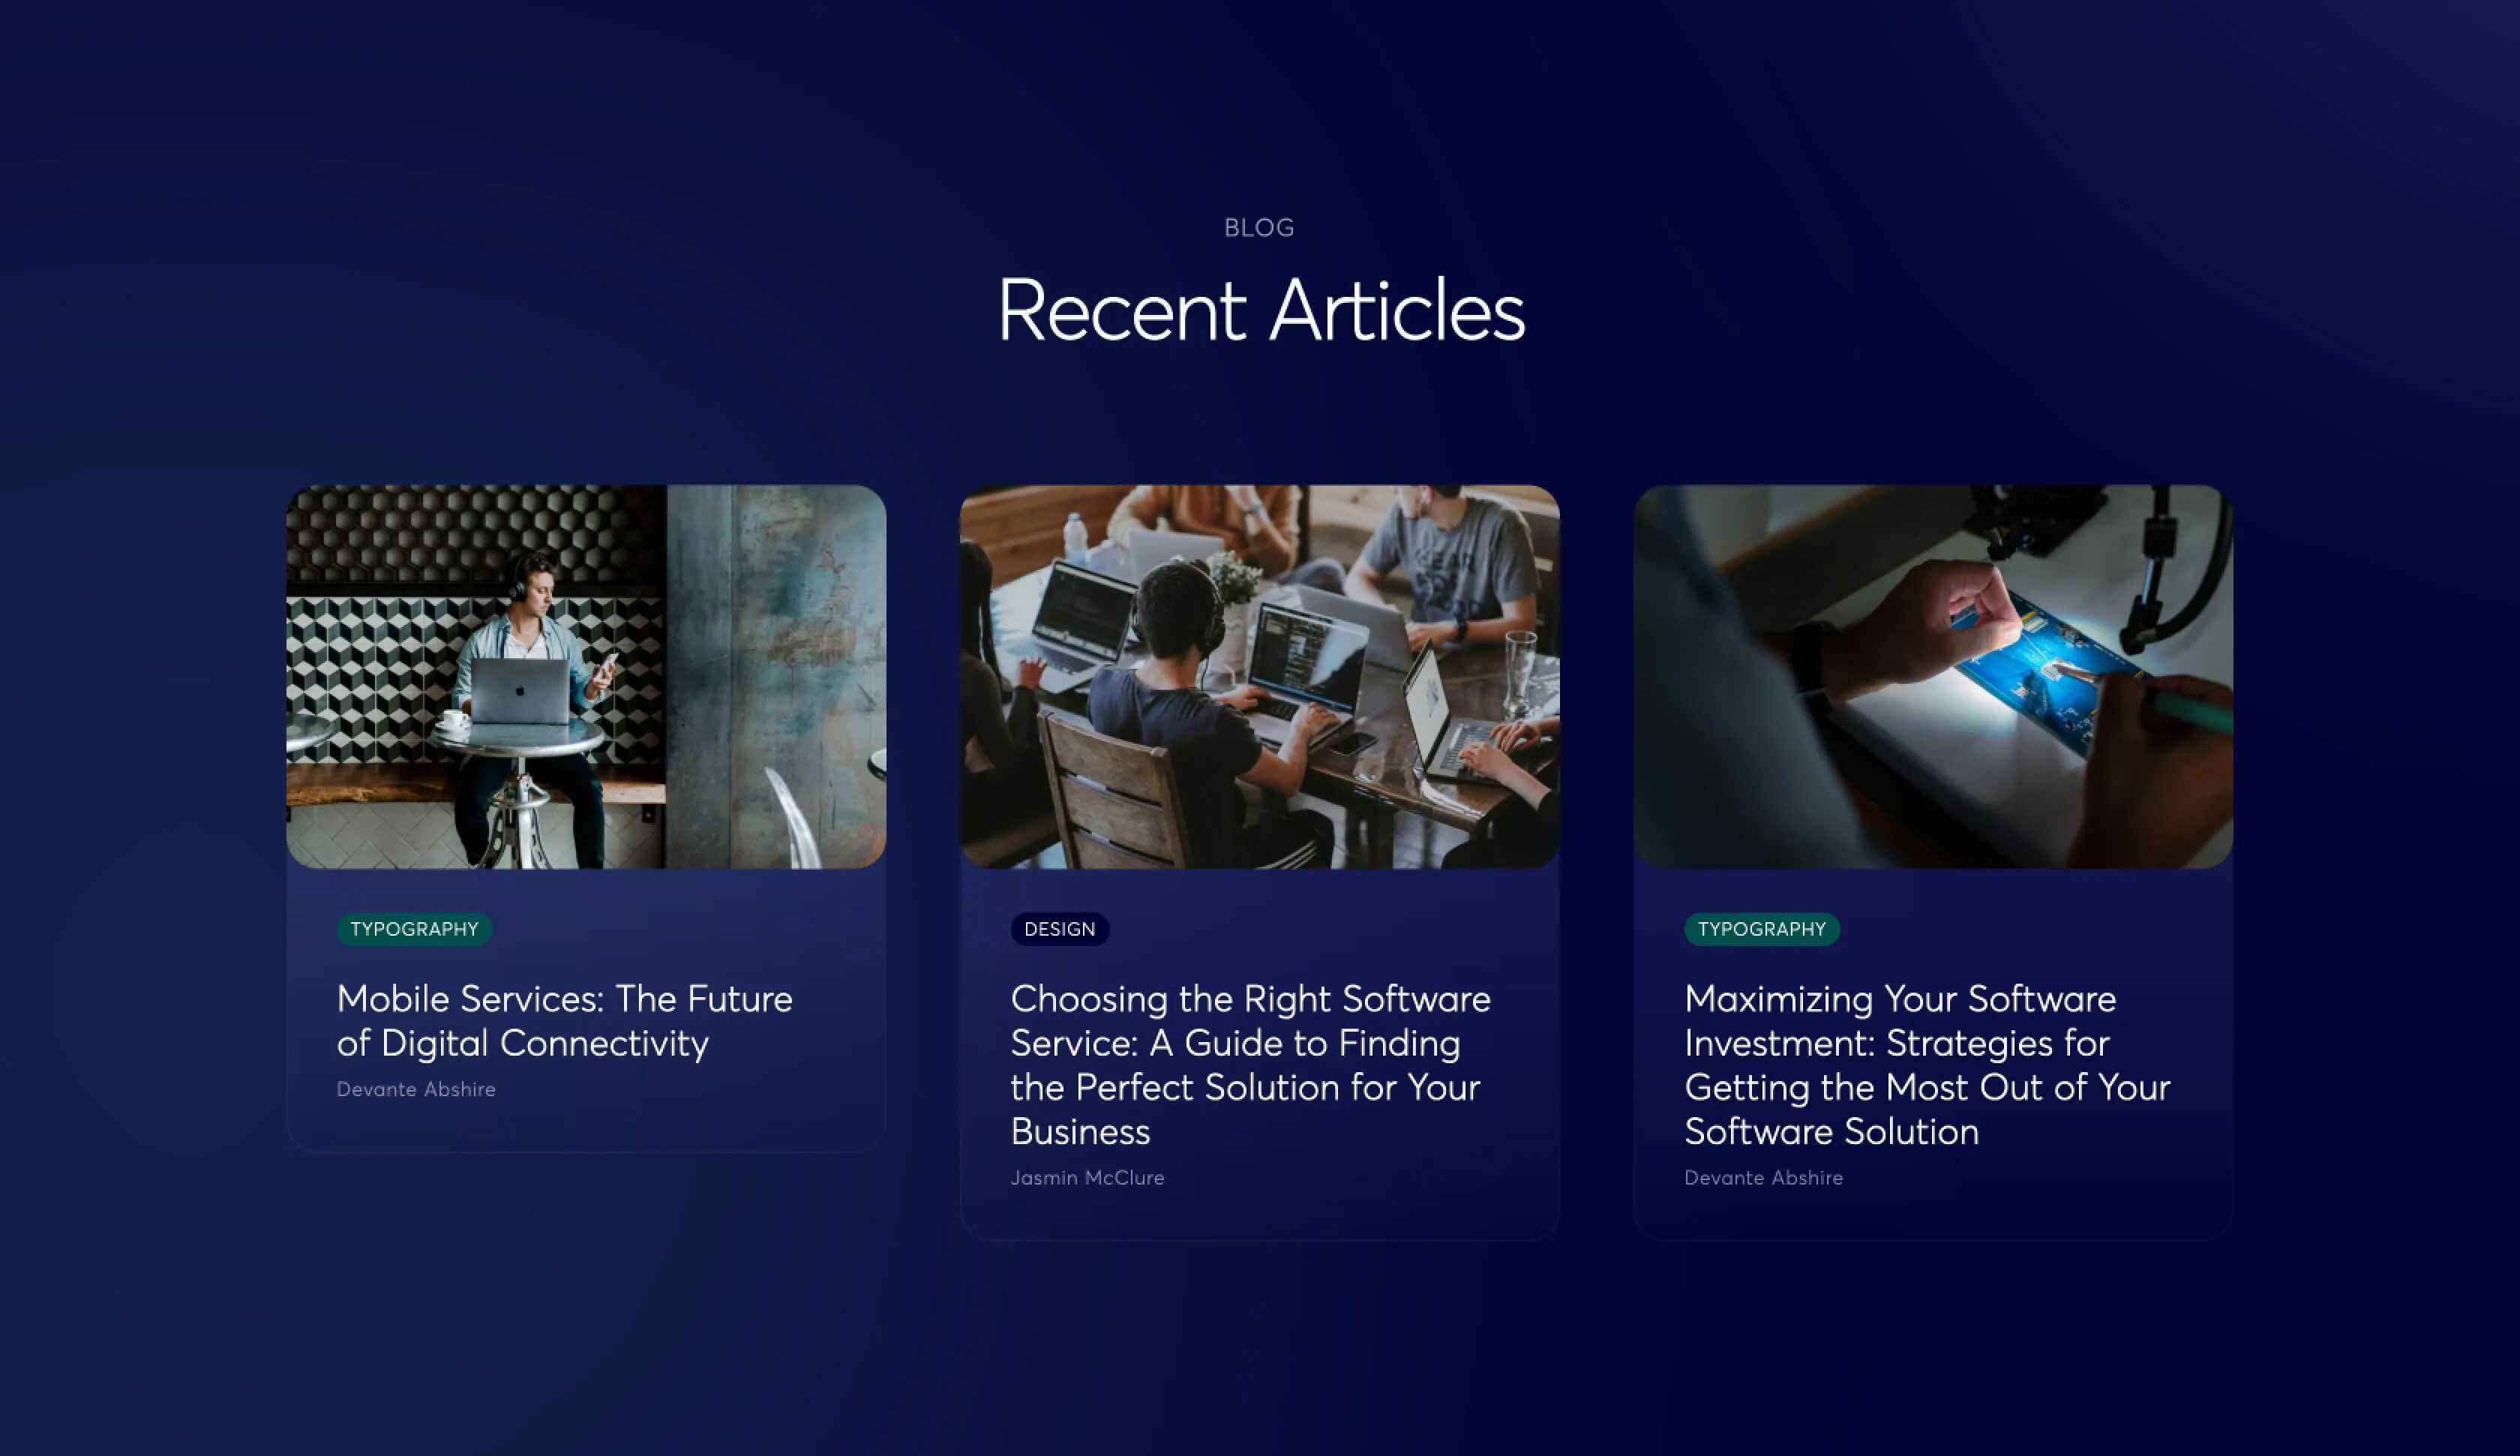 BLOG
Recent Articles
TYPOGRAPHY
Mobile Services: The Future
of Digital Connectivity
Devante Abshire
DESIGN
Choosing the Right Software
Service: A Guide to Finding
the Perfect Solution for Your
Business
Jasmin McClure
TYPOGRAPHY
Maximizing Your Software
Investment: Strategies for
Getting the Most Out of Your
Software Solution
Devante Abshire